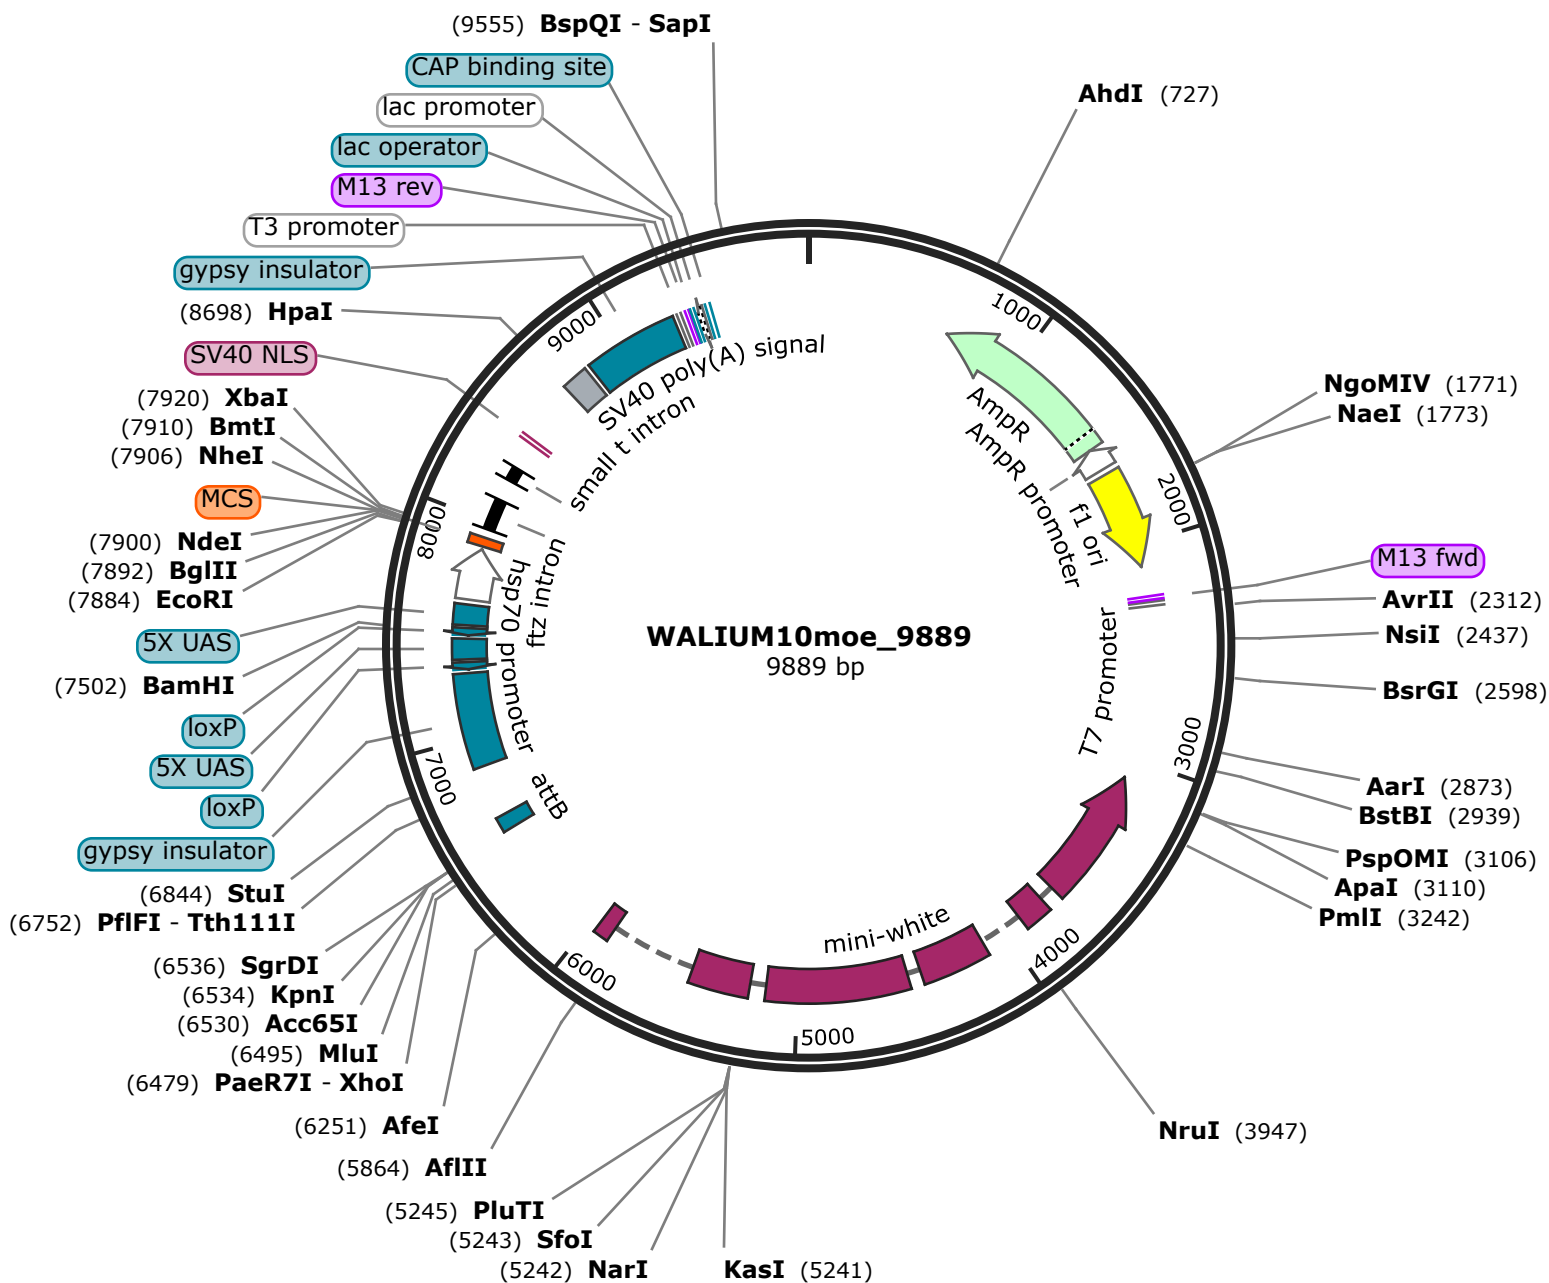 (9555) BspQI - SapI
CAP binding site
lac promoter
lac operator
M13 rev
T3 promoter
gypsy insulator
(8698) HpaI
SV40 NLS
(7920) XbaI
(7910) BmtI
(7906) NheI
MCS
(7900) NdeI
(7892) BglII
(7884) EcoRI
5X UAS
(7502) BamHI
loxP
5X UAS
loxP
gypsy insulator
(6844) StuI
(6752) PflFI - Tth111I
(6536) SgrDI
(6534) KpnI
(6530) Acc65I
(6495) MluI
(6479) PaeR7I - XhoI
(6251) AfeI
(5864) AflII
(5245) PluTI
(5243) SfoI
(5242) NarI
KasI (5241)
AhdI (727)
NgoMIV (1771)
NaeI (1773)
M13 fwd
AvrII (2312)
NsiI (2437)
BsrGI (2598)
AarI (2873)
BstBI (2939)
PspOMI (3106)
ApaI (3110)
PmlI (3242)
NruI (3947)
1000
2000
3000
4000
5000
6000
7000
8000
9000
SV40 poly(A) signal
small t intron
ftz intron
hsp70 promoter
attB
AmpR
AmpR promoter
f1 ori
T7 promoter
mini-white
WALIUM10moe_9889
9889 bp